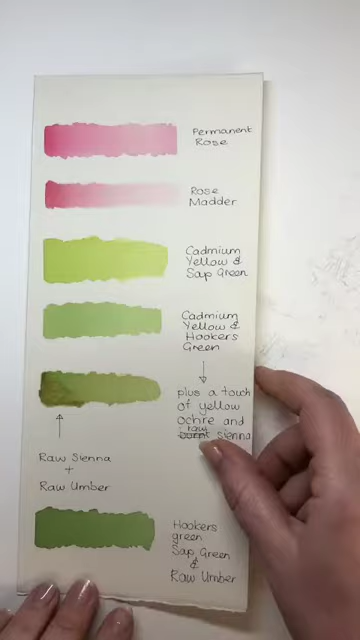 Permanent
Rose
Rose
Madder
Cadmium
Yellow &
Sap Green
Cadmium
Yellow &
Hookers
Green
plus a touch
of yellow
ochre and
raw
burnt sienna
Raw Sienna
+
Raw Umber
Hookers
green
Sap Green
&
Raw Umber